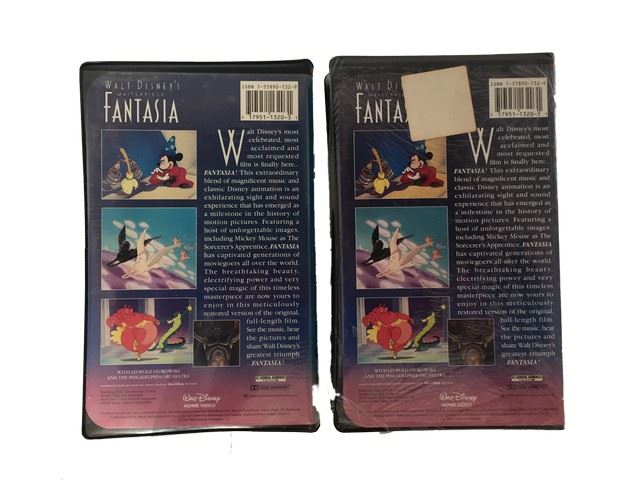 WALT DISNEY'S
MASTERPIECE
FANTASIA
ISBN 1-55890-132-9
17951-1320-3
Walt Disney's most
celebrated, most
acclaimed and
most requested
film is finally here...
FANTASIA! This extraordinary
blend of magnificent music and
classic Disney animation is an
exhilarating sight and sound
experience that has emerged as
a milestone in the history of
motion pictures. Featuring a
host of unforgettable images,
including Mickey Mouse as The
Sorcerer's Apprentice, FANTASIA
has captivated generations of
moviegoers all over the world.
The breathtaking beauty,
electrifying power and very
special magic of this timeless
masterpiece are now yours to
enjoy in this meticulously
restored version of the original,
full-length film.
See the music, hear
the pictures and
share Walt Disney's
greatest triumph
FANTASIA!
WITH LEOPOLD STOKOWSKI
AND THE PHILADELPHIA ORCHESTRA
WALT DISNEY
HOME VIDEO
WALT DISNEY'S
FANTA
ISBN 1-55890-132-9
17951-1320-3
Walt Disney's most
celebrated, most
acclaimed and
most requested
film is finally here...
FANTASIA! This extraordinary
blend of magnificent music and
classic Disney animation is an
exhilarating sight and sound
experience that has emerged as
a milestone in the history of
motion pictures. Featuring a
host of unforgettable images,
including Mickey Mouse as The
Sorcerer's Apprentice, FANTASIA
has captivated generations of
moviegoers all over the world.
The breathtaking beauty,
electrifying power and very
special magic of this timeless
masterpiece are now yours to
enjoy in this meticulously
restored version of the original,
full-length film.
See the music, hear
the pictures and
share Walt Disney's
greatest triumph
FANTASIA!
WITH LEOPOLD STOKOWSKI
AND THE PHILADELPHIA ORCHESTRA
WALT DISNEY
HOME VIDEO